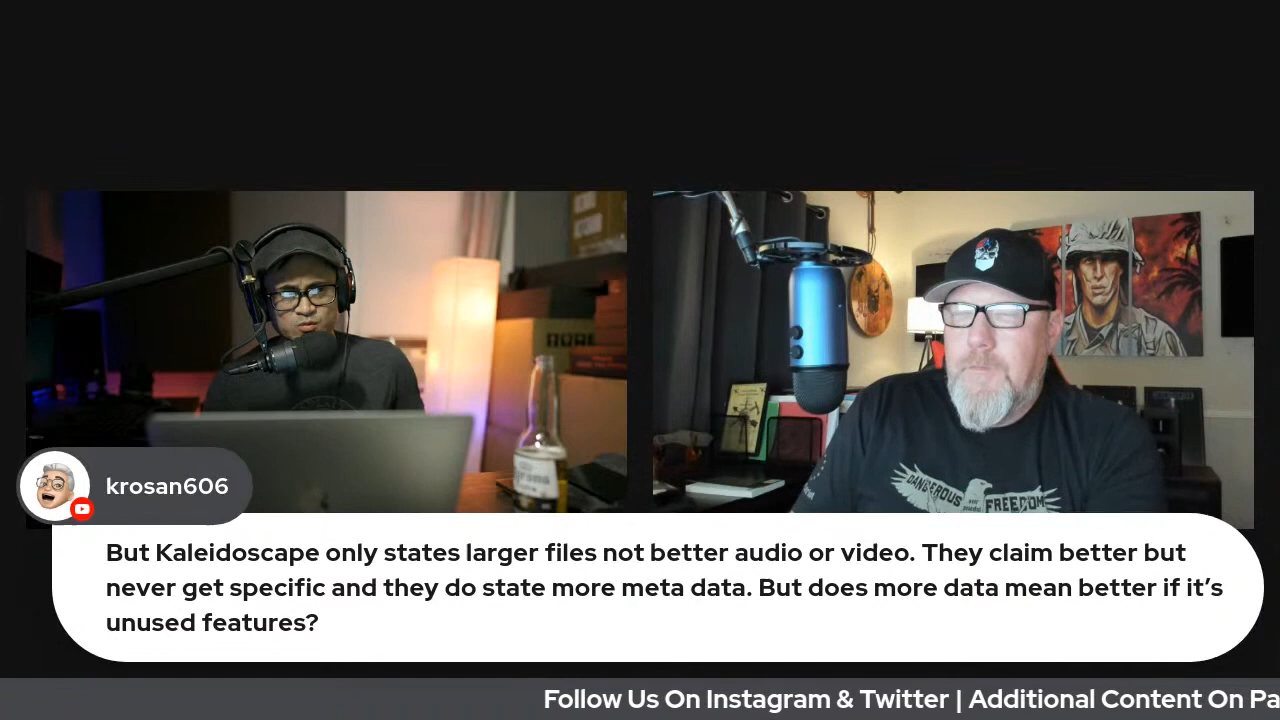 DANGEROUS
FREEDOM
krosan606
But Kaleidoscape only states larger files not better audio or video. They claim better but
never get specific and they do state more meta data. But does more data mean better if it’s
unused features?
Follow Us On Instagram & Twitter | Additional Content On Pa